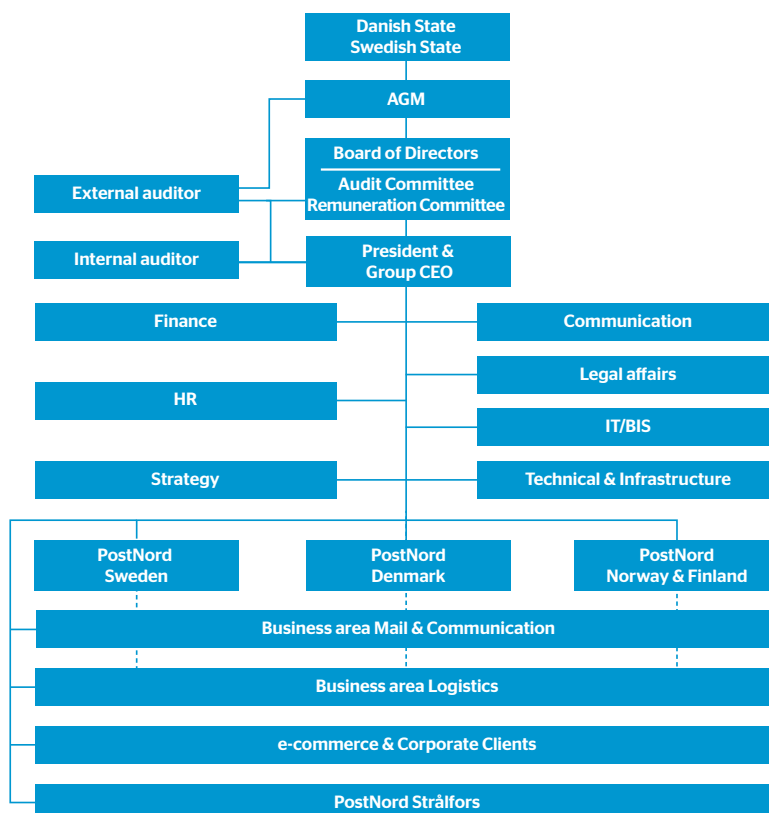 Danish State
Swedish State
AGM
Board of Directors
Audit Committee
Remuneration Committee
External auditor
Internal auditor
President &
Group CEO
Finance
Communication
Legal affairs
HR
IT/BIS
Strategy
Technical & Infrastructure
PostNord
Sweden
PostNord
Denmark
PostNord
Norway & Finland
Business area Mail & Communication
Business area Logistics
e-commerce & Corporate Clients
PostNord Strålfors